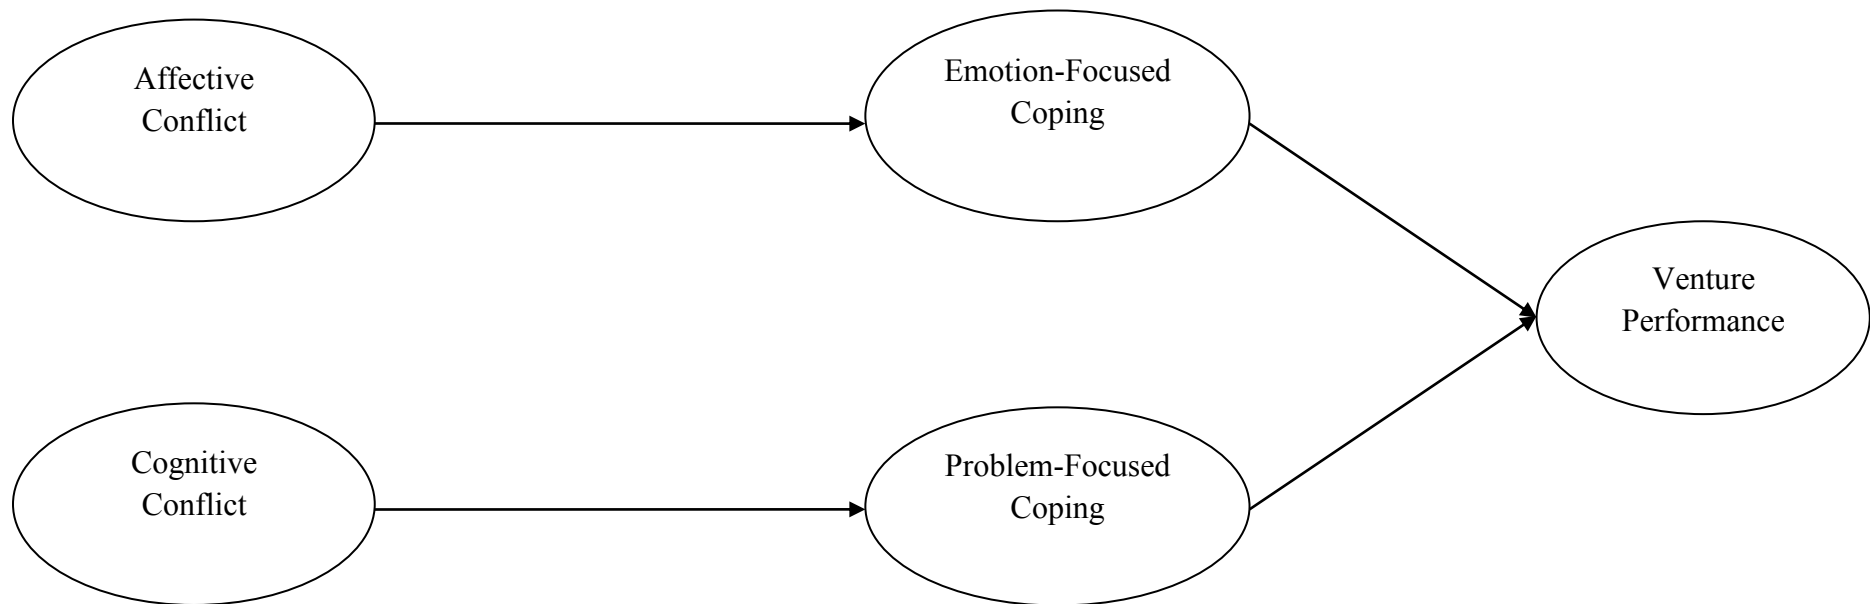 Affective
Conflict
Emotion-Focused
Coping
Venture
Performance
Cognitive
Conflict
Problem-Focused
Coping